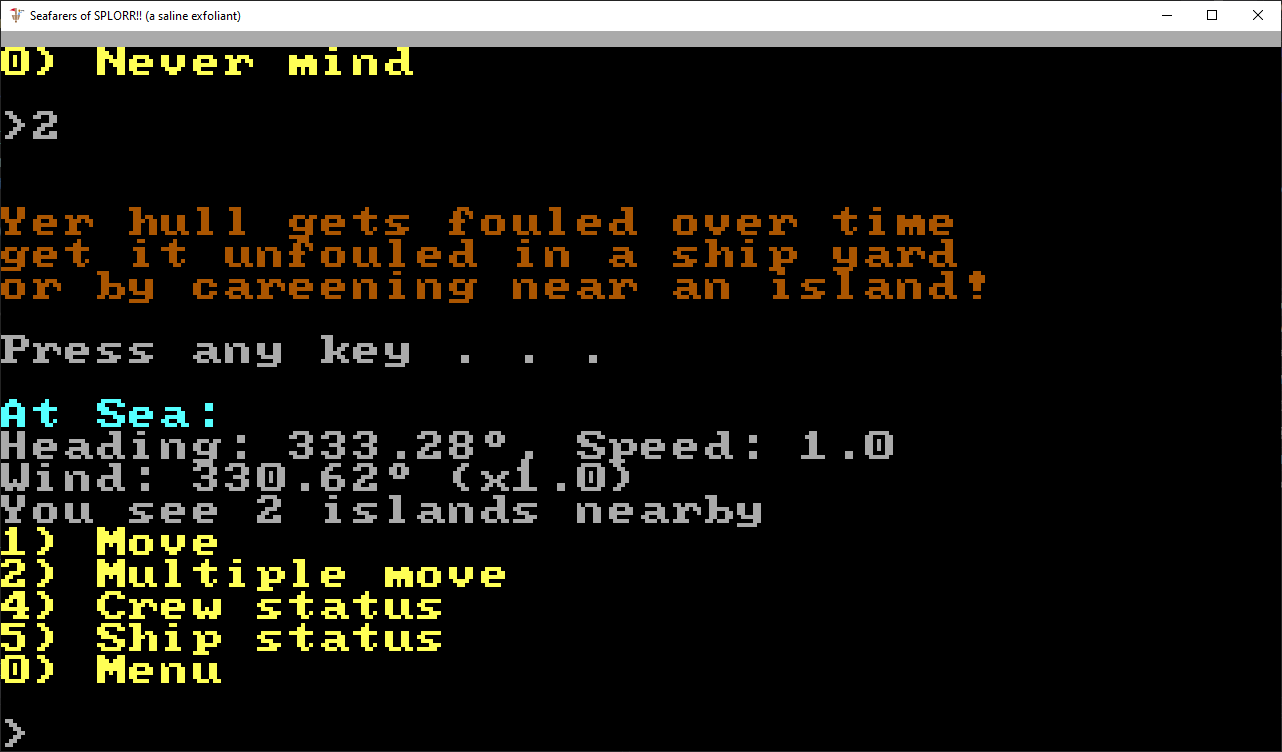 Seafarers of SPLORR!! (a saline exfoliant)
0) Never mind
>2
Yer hull gets fouled over time
get it unfouled in a ship yard
or by careening near an island!
Press any key . . .
At Sea:
Heading: 333.28°, Speed: 1.0
Wind: 330.62° (x1.0)
You see 2 islands nearby
1) Move
2) Multiple move
4) Crew status
5) Ship status
0) Menu
>